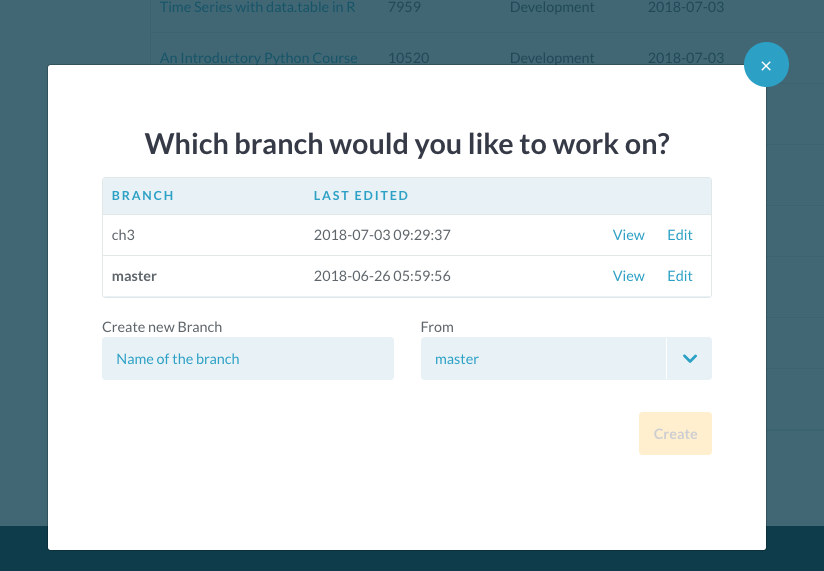 Time Series with data.table in R 7959 Development 2018-07-03
An Introductory Python Course 10520 Development 2018-07-03
×
Which branch would you like to work on?
BRANCH LAST EDITED
ch3 2018-07-03 09:29:37 View Edit
master 2018-06-26 05:59:56 View Edit
Create new Branch From
Name of the branch master
Create